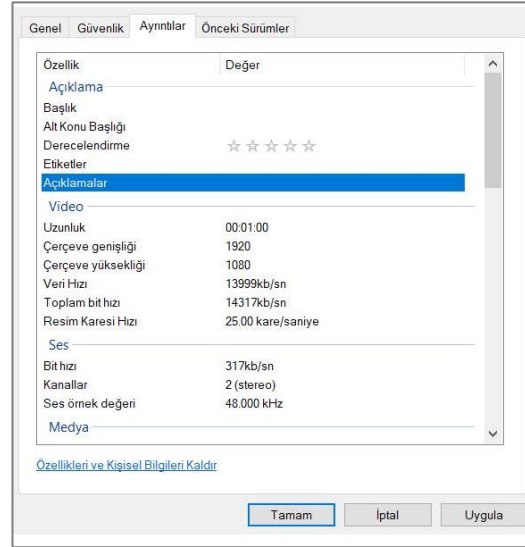 Genel Güvenlik Ayrıntılar Önceki Sürümler
Özellik Değer
Açıklama
Başlık
Alt Konu Başlığı
Derecelendirme
Etiketler
Açıklamalar
Video
Uzunluk 00:01:00
Çerçeve genişliği 1920
Çerçeve yüksekliği 1080
Veri Hızı 13999kb/sn
Toplam bit hızı 14317kb/sn
Resim Karesi Hızı 25.00 kare/saniye
Ses
Bit hızı 317kb/sn
Kanallar 2 (stereo)
Ses örnek değeri 48.000 kHz
Medya
Özellikleri ve Kişisel Bilgileri Kaldır
Tamam İptal Uygula